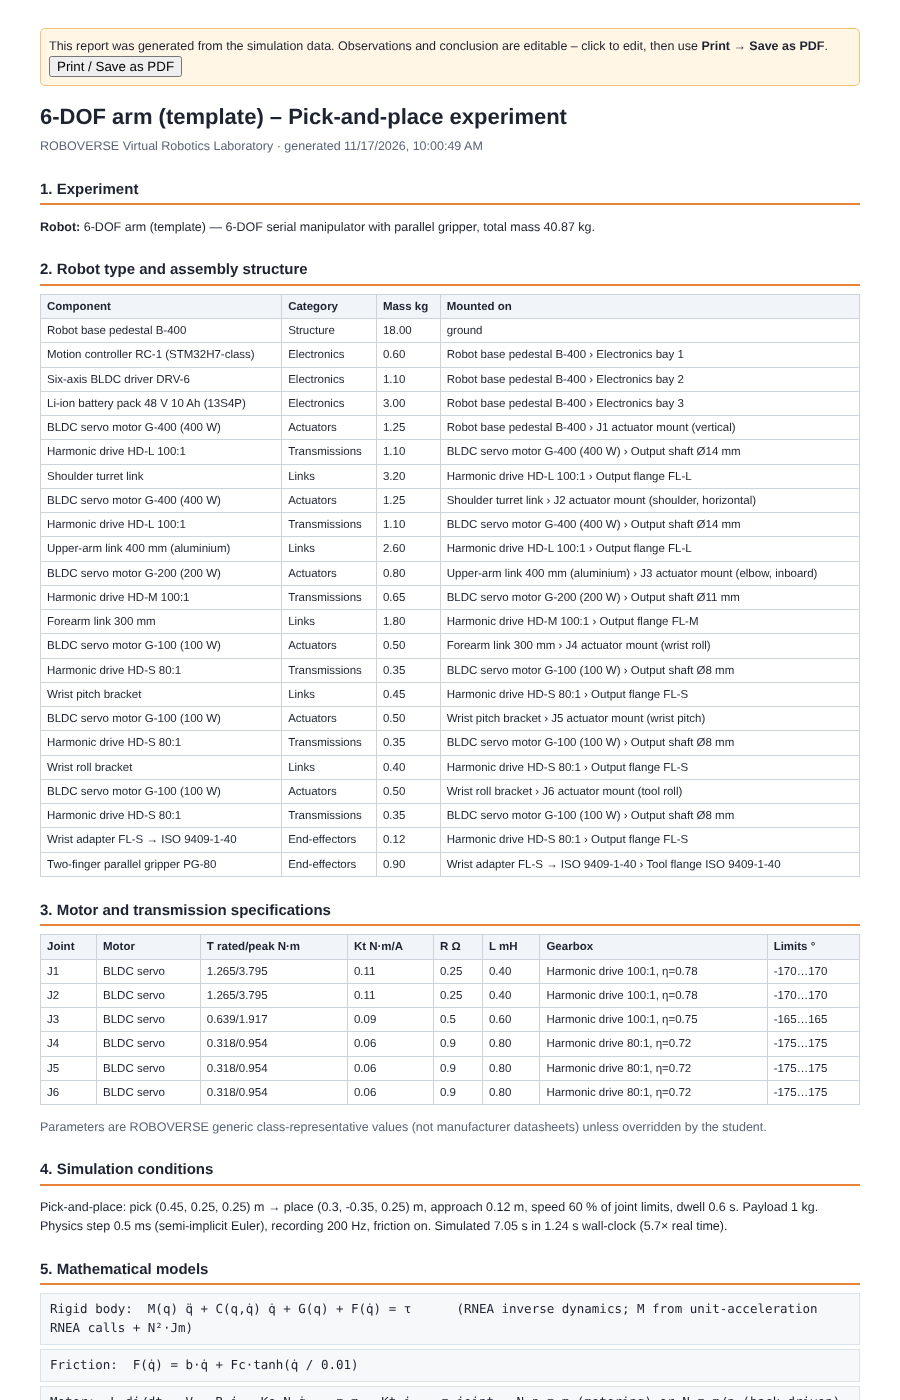 This report was generated from the simulation data. Observations and conclusion are editable – click to edit, then use Print → Save as PDF.
Print / Save as PDF
6-DOF arm (template) – Pick-and-place experiment
ROBOVERSE Virtual Robotics Laboratory · generated 11/17/2026, 10:00:49 AM
1. Experiment
Robot: 6-DOF arm (template) — 6-DOF serial manipulator with parallel gripper, total mass 40.87 kg.
2. Robot type and assembly structure
Component Category Mass kg Mounted on
Robot base pedestal B-400 Structure 18.00 ground
Motion controller RC-1 (STM32H7-class) Electronics 0.60 Robot base pedestal B-400 › Electronics bay 1
Six-axis BLDC driver DRV-6 Electronics 1.10 Robot base pedestal B-400 › Electronics bay 2
Li-ion battery pack 48 V 10 Ah (13S4P) Electronics 3.00 Robot base pedestal B-400 › Electronics bay 3
BLDC servo motor G-400 (400 W) Actuators 1.25 Robot base pedestal B-400 › J1 actuator mount (vertical)
Harmonic drive HD-L 100:1 Transmissions 1.10 BLDC servo motor G-400 (400 W) › Output shaft Ø14 mm
Shoulder turret link Links 3.20 Harmonic drive HD-L 100:1 › Output flange FL-L
BLDC servo motor G-400 (400 W) Actuators 1.25 Shoulder turret link › J2 actuator mount (shoulder, horizontal)
Harmonic drive HD-L 100:1 Transmissions 1.10 BLDC servo motor G-400 (400 W) › Output shaft Ø14 mm
Upper-arm link 400 mm (aluminium) Links 2.60 Harmonic drive HD-L 100:1 › Output flange FL-L
BLDC servo motor G-200 (200 W) Actuators 0.80 Upper-arm link 400 mm (aluminium) › J3 actuator mount (elbow, inboard)
Harmonic drive HD-M 100:1 Transmissions 0.65 BLDC servo motor G-200 (200 W) › Output shaft Ø11 mm
Forearm link 300 mm Links 1.80 Harmonic drive HD-M 100:1 › Output flange FL-M
BLDC servo motor G-100 (100 W) Actuators 0.50 Forearm link 300 mm › J4 actuator mount (wrist roll)
Harmonic drive HD-S 80:1 Transmissions 0.35 BLDC servo motor G-100 (100 W) › Output shaft Ø8 mm
Wrist pitch bracket Links 0.45 Harmonic drive HD-S 80:1 › Output flange FL-S
BLDC servo motor G-100 (100 W) Actuators 0.50 Wrist pitch bracket › J5 actuator mount (wrist pitch)
Harmonic drive HD-S 80:1 Transmissions 0.35 BLDC servo motor G-100 (100 W) › Output shaft Ø8 mm
Wrist roll bracket Links 0.40 Harmonic drive HD-S 80:1 › Output flange FL-S
BLDC servo motor G-100 (100 W) Actuators 0.50 Wrist roll bracket › J6 actuator mount (tool roll)
Harmonic drive HD-S 80:1 Transmissions 0.35 BLDC servo motor G-100 (100 W) › Output shaft Ø8 mm
Wrist adapter FL-S → ISO 9409-1-40 End-effectors 0.12 Harmonic drive HD-S 80:1 › Output flange FL-S
Two-finger parallel gripper PG-80 End-effectors 0.90 Wrist adapter FL-S → ISO 9409-1-40 › Tool flange ISO 9409-1-40
3. Motor and transmission specifications
Joint Motor T rated/peak N·m Kt N·m/A R Ω L mH Gearbox Limits °
J1 BLDC servo 1.265/3.795 0.11 0.25 0.40 Harmonic drive 100:1, η=0.78 -170…170
J2 BLDC servo 1.265/3.795 0.11 0.25 0.40 Harmonic drive 100:1, η=0.78 -170…170
J3 BLDC servo 0.639/1.917 0.09 0.5 0.60 Harmonic drive 100:1, η=0.75 -165…165
J4 BLDC servo 0.318/0.954 0.06 0.9 0.80 Harmonic drive 80:1, η=0.72 -175…175
J5 BLDC servo 0.318/0.954 0.06 0.9 0.80 Harmonic drive 80:1, η=0.72 -175…175
J6 BLDC servo 0.318/0.954 0.06 0.9 0.80 Harmonic drive 80:1, η=0.72 -175…175
Parameters are ROBOVERSE generic class-representative values (not manufacturer datasheets) unless overridden by the student.
4. Simulation conditions
Pick-and-place: pick (0.45, 0.25, 0.25) m → place (0.3, -0.35, 0.25) m, approach 0.12 m, speed 60 % of joint limits, dwell 0.6 s. Payload 1 kg.
Physics step 0.5 ms (semi-implicit Euler), recording 200 Hz, friction on. Simulated 7.05 s in 1.24 s wall-clock (5.7× real time).
5. Mathematical models
Rigid body: M(q) q̈ + C(q,q̇) q̇ + G(q) + F(q̇) = τ (RNEA inverse dynamics; M from unit-acceleration
RNEA calls + N²·Jm)
Friction: F(q̇) = b·q̇ + Fc·tanh(q̇ / 0.01)